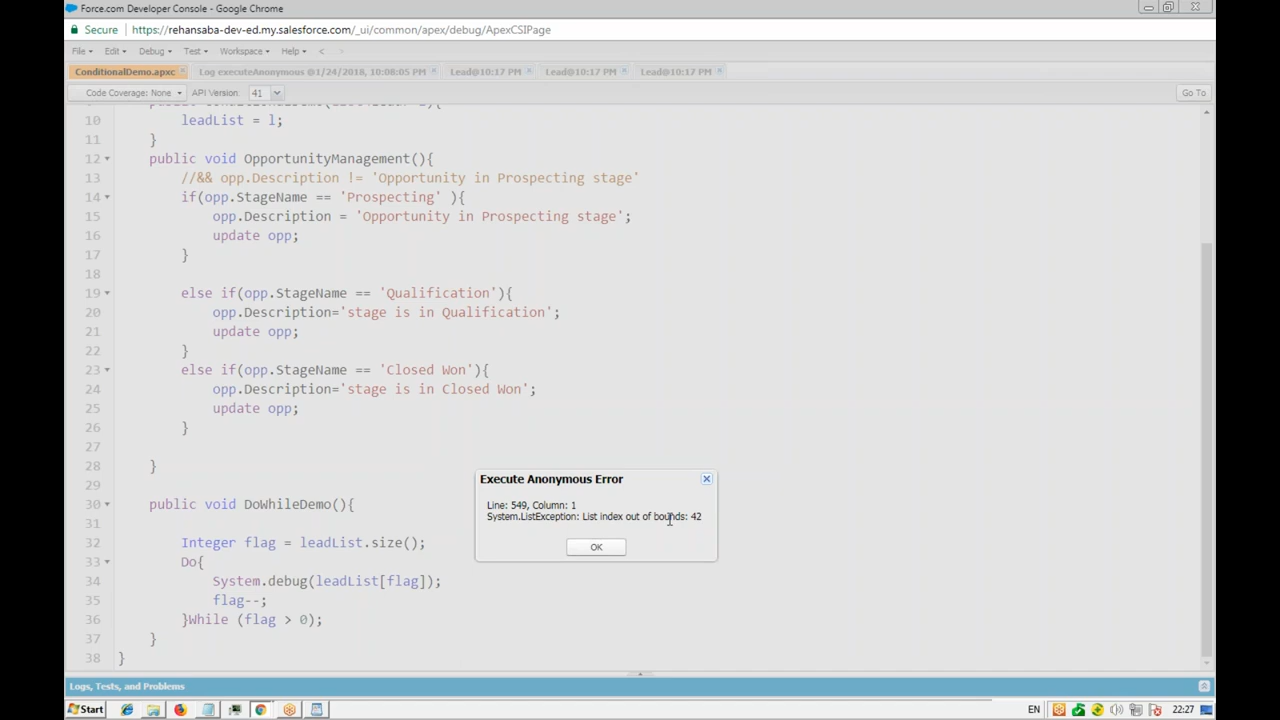 Force.com Developer Console - Google Chrome
Secure https://rehansaba-dev-ed.my.salesforce.com/_ui/common/apex/debug/ApexCSIPage
File Edit Debug Test Workspace Help < >
ConditionalDemo.apxc Log executeAnonymous @1/24/2018, 10:08:05 PM Lead@10:17 PM Lead@10:17 PM Lead@10:17 PM
Code Coverage: None API Version: 41 Go To
10 leadList = l;
11 }
12 public void OpportunityManagement(){
13 //&& opp.Description != 'Opportunity in Prospecting stage'
14 if(opp.StageName == 'Prospecting' ){
15 opp.Description = 'Opportunity in Prospecting stage';
16 update opp;
17 }
18
19 else if(opp.StageName == 'Qualification'){
20 opp.Description='stage is in Qualification';
21 update opp;
22 }
23 else if(opp.StageName == 'Closed Won'){
24 opp.Description='stage is in Closed Won';
25 update opp;
26 }
27
28 }
29
30 public void DoWhileDemo(){
31
32 Integer flag = leadList.size();
33 Do{
34 System.debug(leadList[flag]);
35 flag--;
36 }While (flag > 0);
37 }
38 }
Execute Anonymous Error
Line: 549, Column: 1
System.ListException: List index out of bounds: 42
OK
Logs, Tests, and Problems
Start EN 22:27